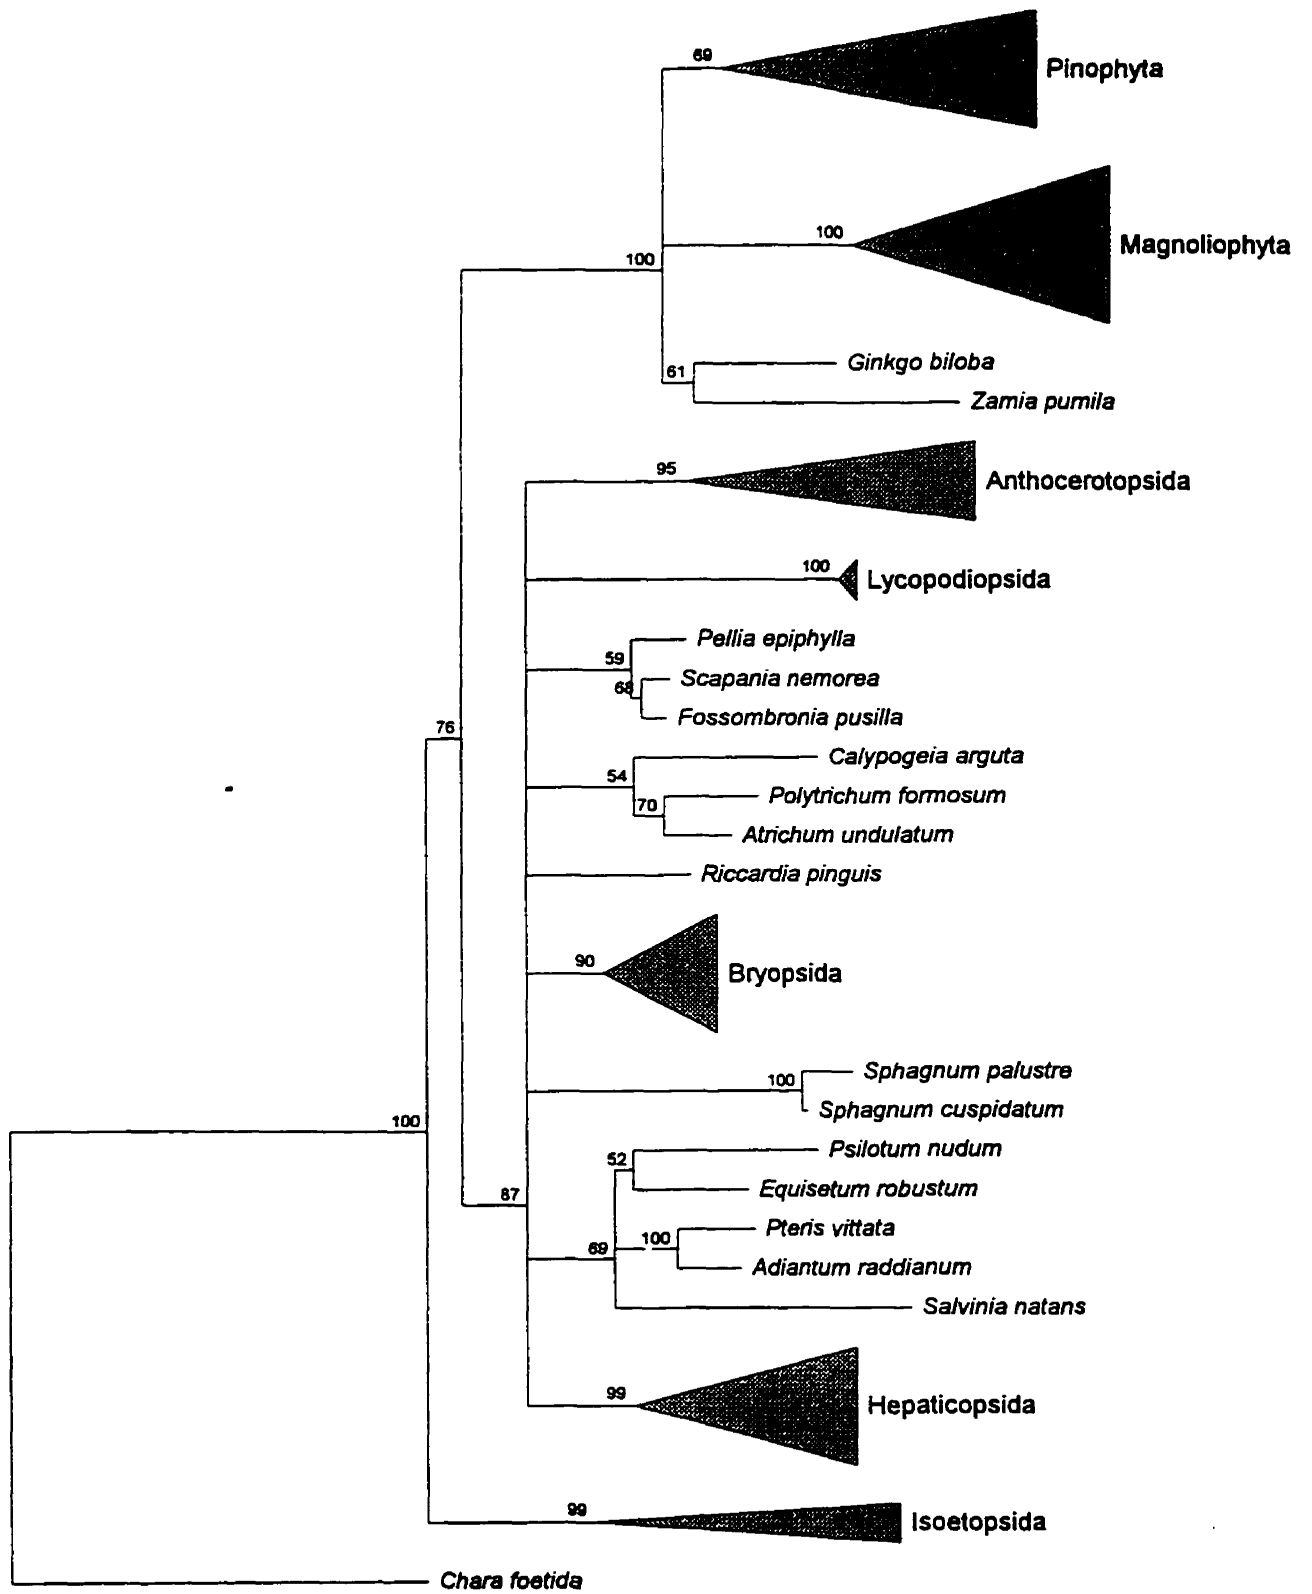 69
Pinophyta
100
Magnoliophyta
100
Ginkgo biloba
61
Zamia pumila
95
Anthocerotopsida
100
Lycopodiopsida
Pellia epiphylla
59
Scapania nemorea
68
Fossombronia pusilla
76
Calypogeia arguta
54
Polytrichum formosum
70
Atrichum undulatum
Riccardia pinguis
90
Bryopsida
Sphagnum palustre
100
Sphagnum cuspidatum
100
Psilotum nudum
52
Equisetum robustum
87
Pteris vittata
100
69
Adiantum raddianum
Salvinia natans
99
Hepaticopsida
99
Isoetopsida
Chara foetida